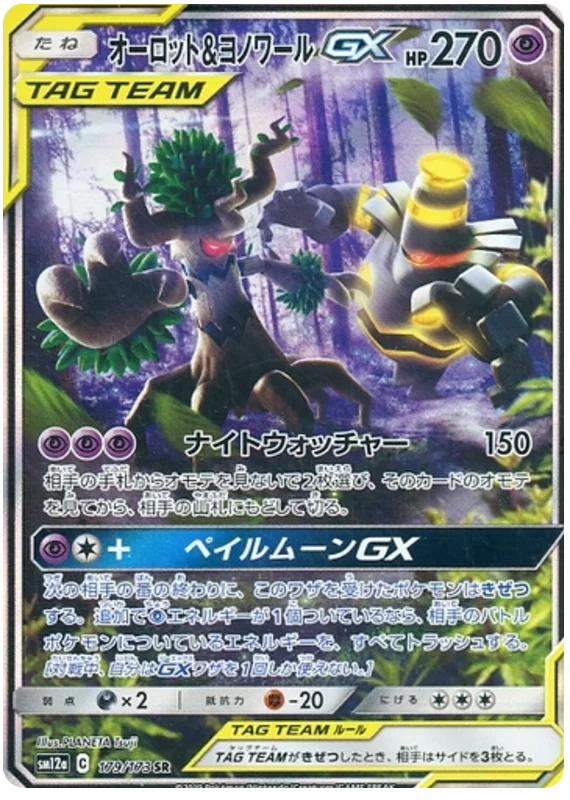 たね オーロット&ヨノワールGX HP270
TAG TEAM
ナイトウォッチャー 150
相手の手札からオモテを見ないで2枚選び、そのカードのオモテ
を見てから、相手の山札にもどして切る。
+ ペイルムーンGX
次の相手の番の終わりに、このワザを受けたポケモンはきぜつ
する。追加でエネルギーが1個ついているなら、相手のバトル
ポケモンについているエネルギーを、すべてトラッシュする。
[対戦中、自分はGXワザを1回しか使えない。]
弱点 ×2 抵抗力 -20 にげる
Illus.PLANETA Tsuji
TAG TEAM ルール
TAG TEAMがきぜつしたとき、相手はサイドを3枚とる。
sm12a C 179/173 SR